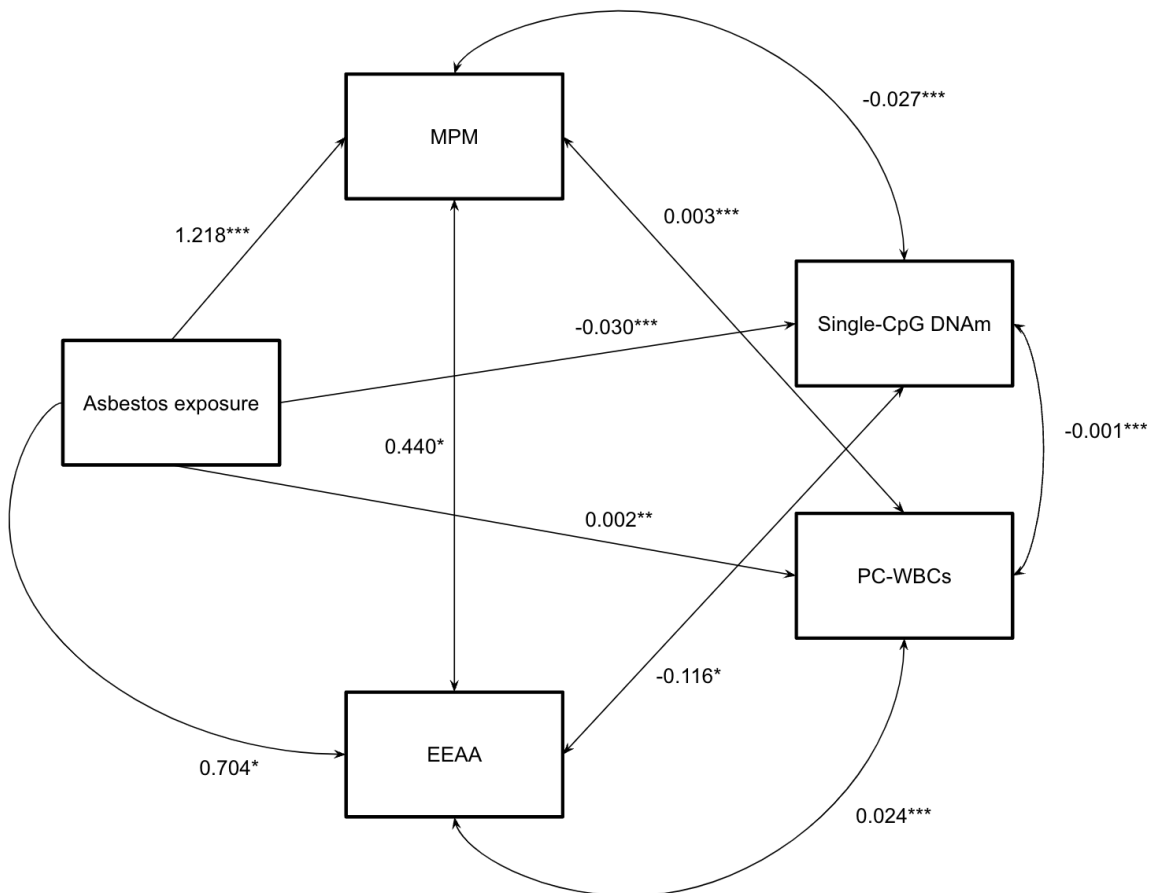 -0.027***
MPM
0.003***
1.218***
Single-CpG DNAm
-0.030***
Asbestos exposure
-0.001***
0.440*
0.002**
PC-WBCs
-0.116*
EEAA
0.704*
0.024***